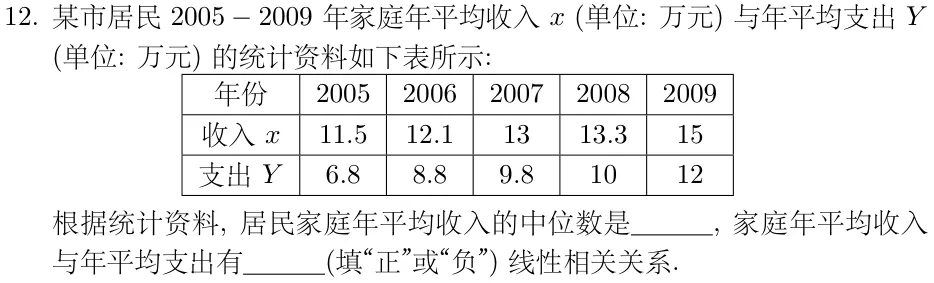 12. 某市居民 2005 – 2009 年家庭年平均收入 x (单位: 万元) 与年平均支出 Y
(单位: 万元) 的统计资料如下表所示:
年份 2005 2006 2007 2008 2009
收入 x 11.5 12.1 13 13.3 15
支出 Y 6.8 8.8 9.8 10 12
根据统计资料, 居民家庭年平均收入的中位数是______, 家庭年平均收入
与年平均支出有______(填“正”或“负”) 线性相关关系.